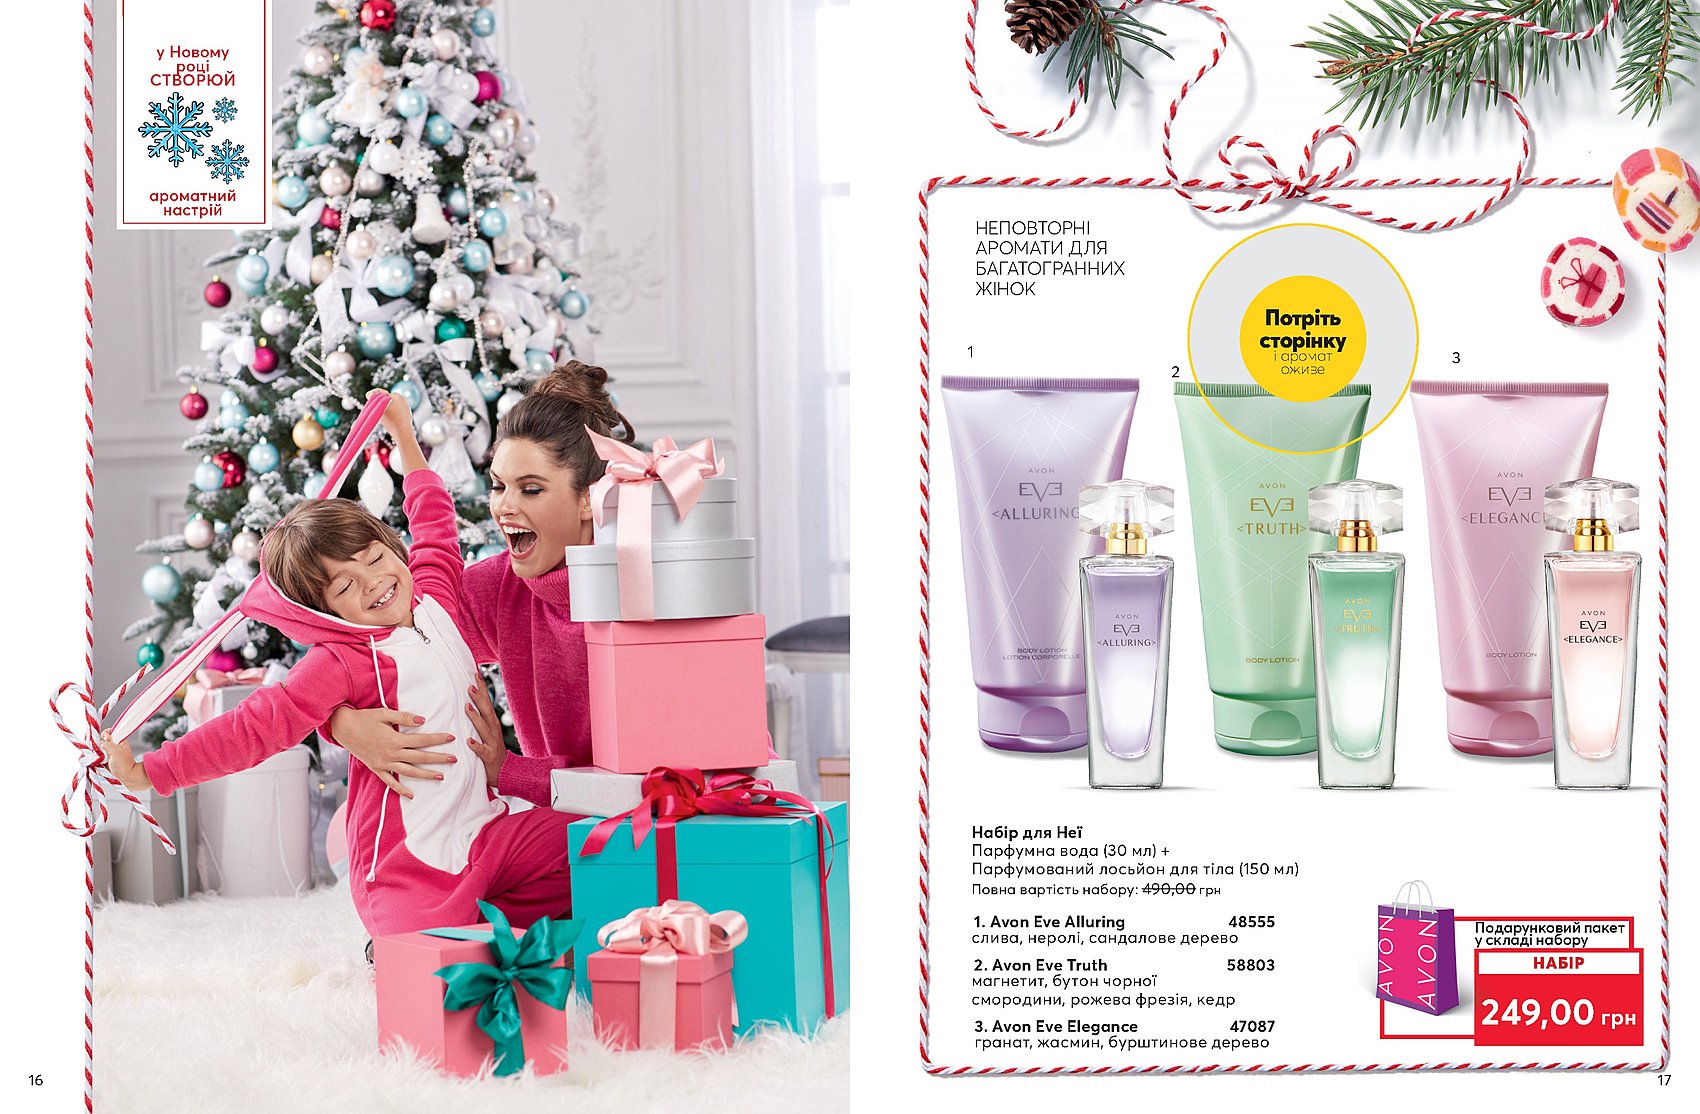 у Новому
році
СТВОРЮЙ
ароматний
настрій
16
НЕПОВТОРНІ
АРОМАТИ ДЛЯ
БАГАТОГРАННИХ
ЖІНОК
Потріть
сторінку
і аромат
оживе
1
2
3
AVON
EVE
<ALLURING
BODY LOTION
LOTION CORPORELLE
AVON
EVE
<ALLURING>
AVON
EVE
<TRUTH>
BODY LOTION
AVON
EVE
<TRUTH>
AVON
EVE
<ELEGANCE
BODY LOTION
AVON
EVE
<ELEGANCE>
Набір для Неї
Парфумна вода (30 мл) +
Парфумований лосьйон для тіла (150 мл)
Повна вартість набору: 490,00 грн
1. Avon Eve Alluring 48555
слива, неролі, сандалове дерево
2. Avon Eve Truth 58803
магнетит, бутон чорної
смородини, рожева фрезія, кедр
3. Avon Eve Elegance 47087
гранат, жасмин, бурштинове дерево
AVON
AVON
Подарунковий пакет
у складі набору
НАБІР
249,00 грн
17